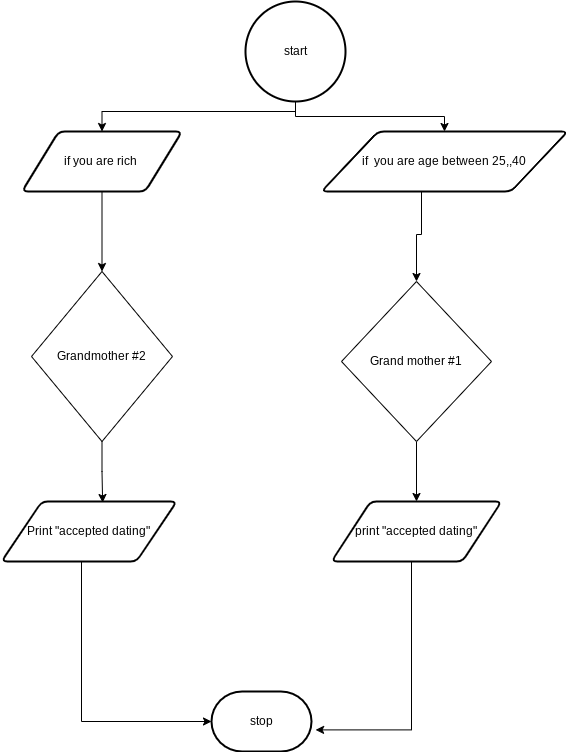 start
if you are rich
if  you are age between 25,,40
Grandmother #2
Grand mother #1
Print "accepted dating"
print "accepted dating"
stop